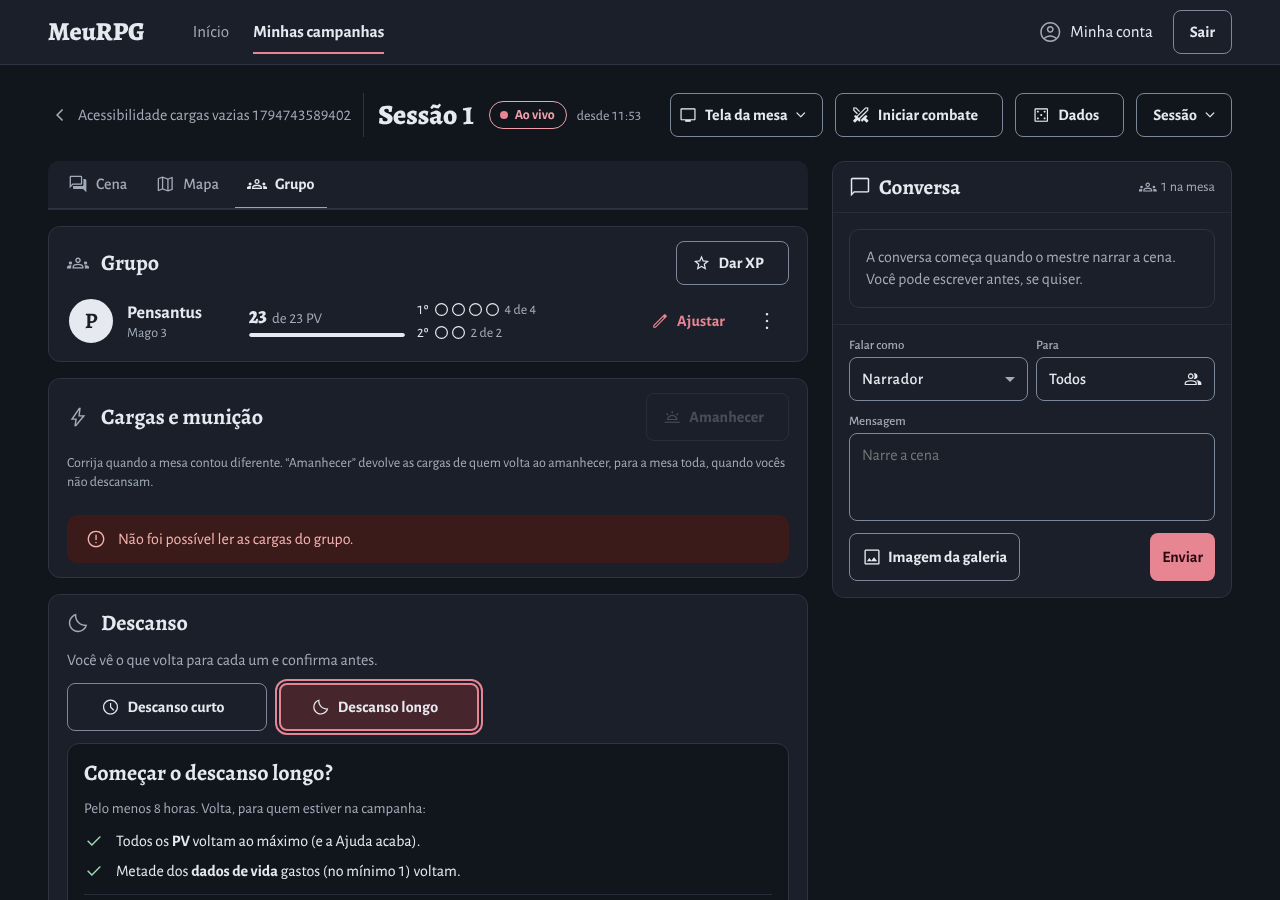 MeuRPG
Início
Minhas campanhas
Minha conta
Sair
Acessibilidade cargas vazias 1794743589402
Sessão 1
Ao vivo
desde 11:53
Tela da mesa
Iniciar combate
Dados
Sessão
Cena
Mapa
Grupo
Grupo
Dar XP
P
Pensantus
Mago 3
23 de 23 PV
1º 4 de 4
2º 2 de 2
Ajustar
Cargas e munição
Amanhecer
Corrija quando a mesa contou diferente. “Amanhecer” devolve as cargas de quem volta ao amanhecer, para a mesa toda, quando vocês
não descansam.
Não foi possível ler as cargas do grupo.
Descanso
Você vê o que volta para cada um e confirma antes.
Descanso curto
Descanso longo
Começar o descanso longo?
Pelo menos 8 horas. Volta, para quem estiver na campanha:
Todos os PV voltam ao máximo (e a Ajuda acaba).
Metade dos dados de vida gastos (no mínimo 1) voltam.
Conversa
1 na mesa
A conversa começa quando o mestre narrar a cena.
Você pode escrever antes, se quiser.
Falar como
Para
Narrador
Todos
Mensagem
Narre a cena
Imagem da galeria
Enviar